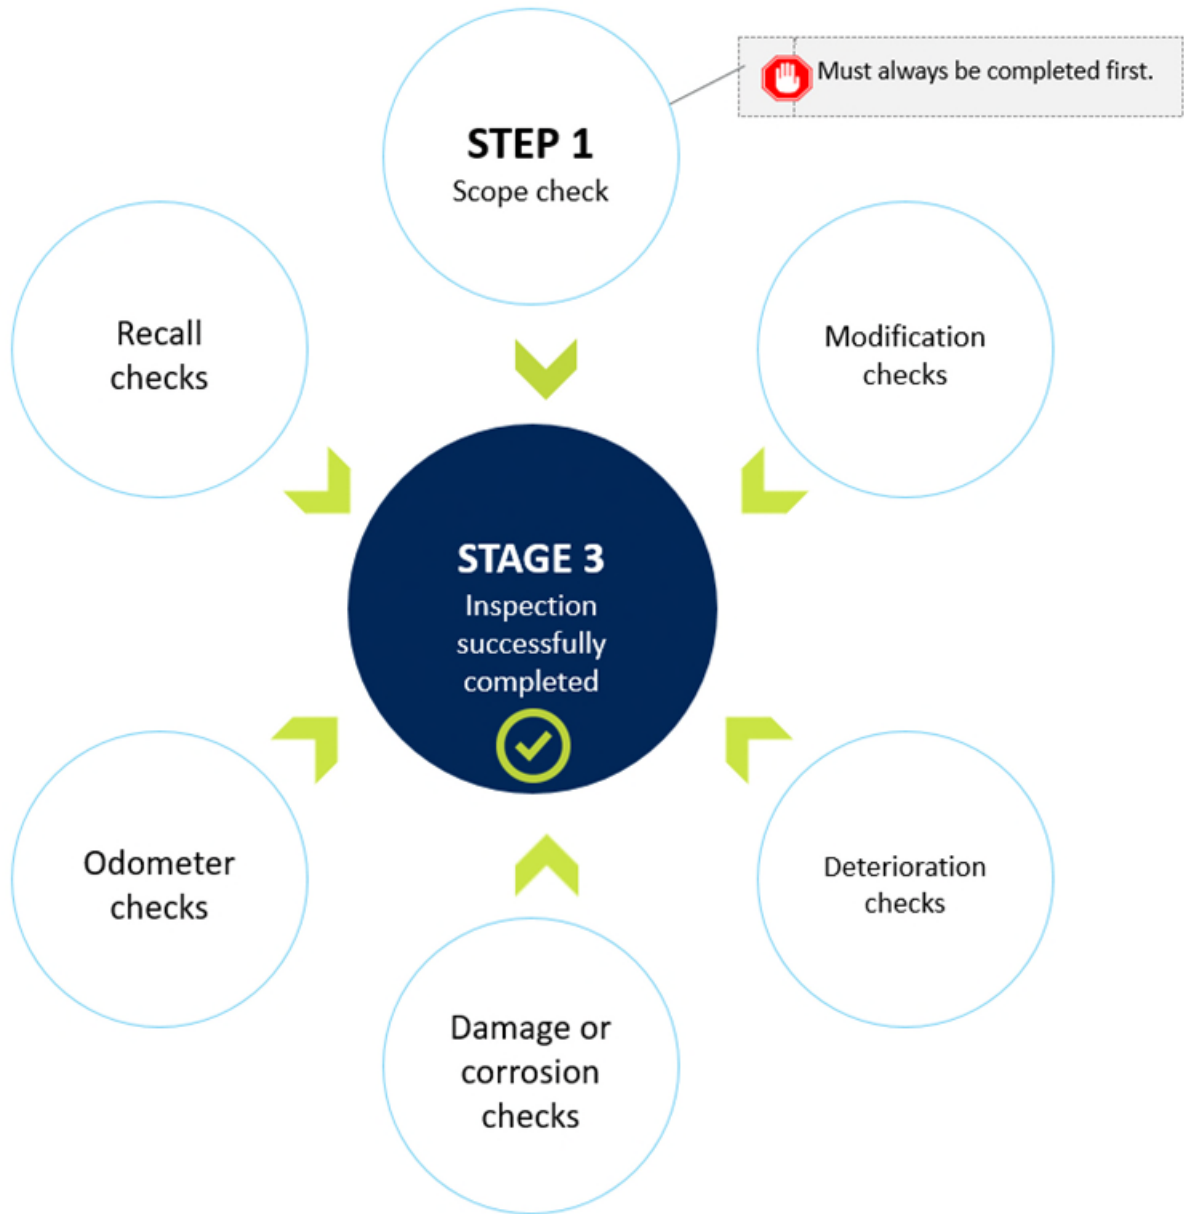 STEP 1
Scope check
Must always be completed first.
Recall
checks
Modification
checks
STAGE 3
Inspection
successfully
completed
Odometer
checks
Deterioration
checks
Damage or
corrosion
checks